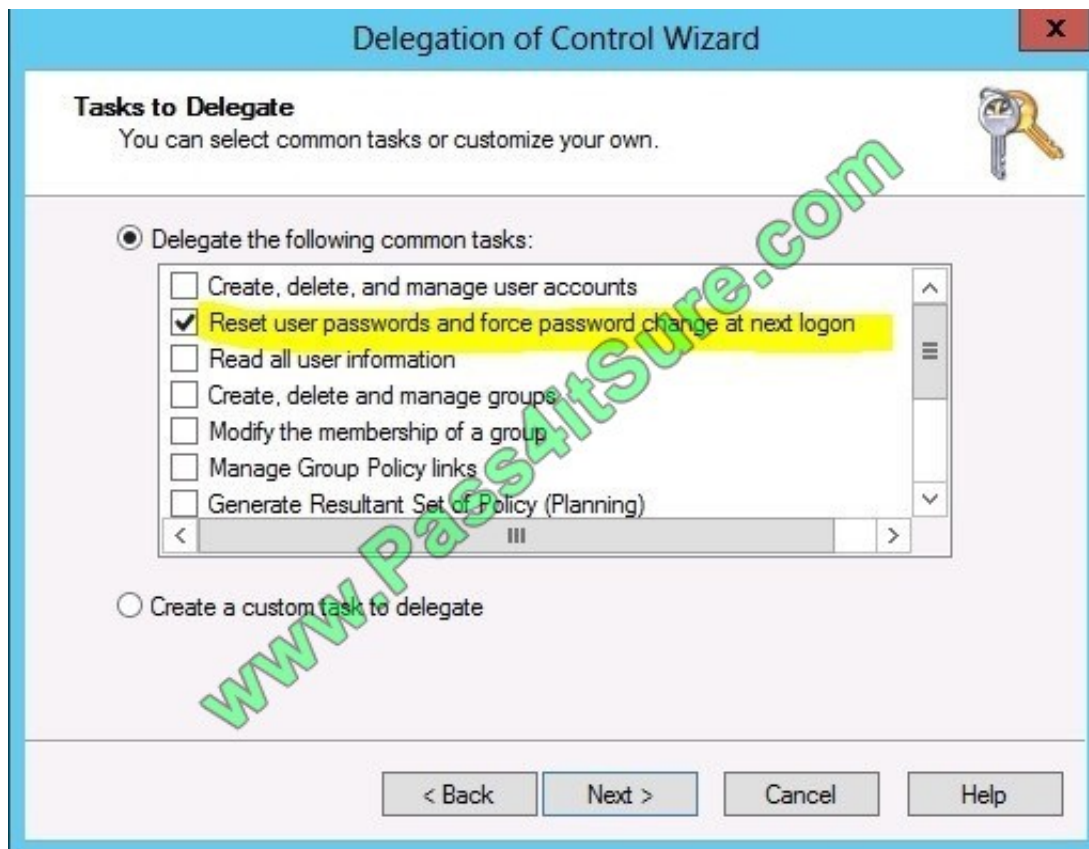 Delegation of Control Wizard
x
Tasks to Delegate
You can select common tasks or customize your own.
Delegate the following common tasks:
Create, delete, and manage user accounts
Reset user passwords and force password change at next logon
Read all user information
Create, delete and manage groups
Modify the membership of a group
Manage Group Policy links
Generate Resultant Set of Policy (Planning)
Create a custom task to delegate
www.Pass4itSure.com
< Back
Next >
Cancel
Help